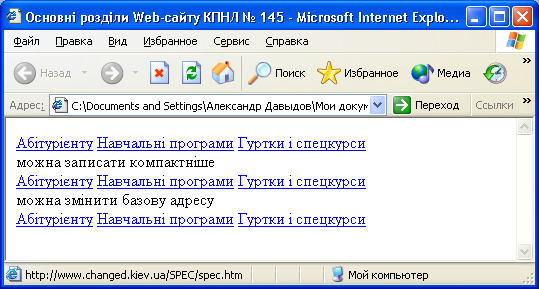 Основні розділи Web-сайту КПНЛ № 145 - Microsoft Internet Explo...
Файл Правка Вид Избранное Сервис Справка
Назад Поиск Избранное Медиа
Адрес: C:\Documents and Settings\Александр Давыдов\Мои докум Переход Ссылки
Абітурієнту Навчальні програми Гуртки і спецкурси
можна записати компактніше
Абітурієнту Навчальні програми Гуртки і спецкурси
можна змінити базову адресу
Абітурієнту Навчальні програми Гуртки і спецкурси
http://www.changed.kiev.ua/SPEC/spec.htm Мой компьютер